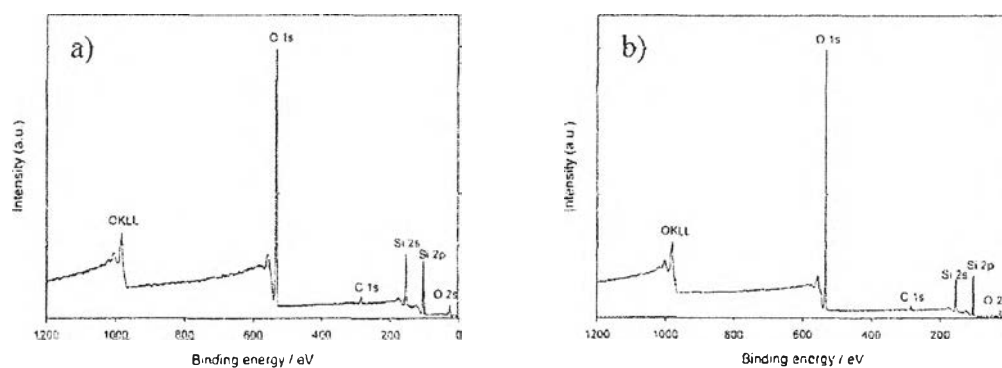 a)
O 1s
Intensity (a.u.)
OKLL
Si 2s
Si 2p
C 1s
O 2s
1200 1000 800 600 400 200 0
Binding energy / eV
b)
O 1s
Intensity (a.u.)
OKLL
Si 2p
Si 2s
C 1s
O 2
1200 1000 800 600 400 200
Binding energy / eV